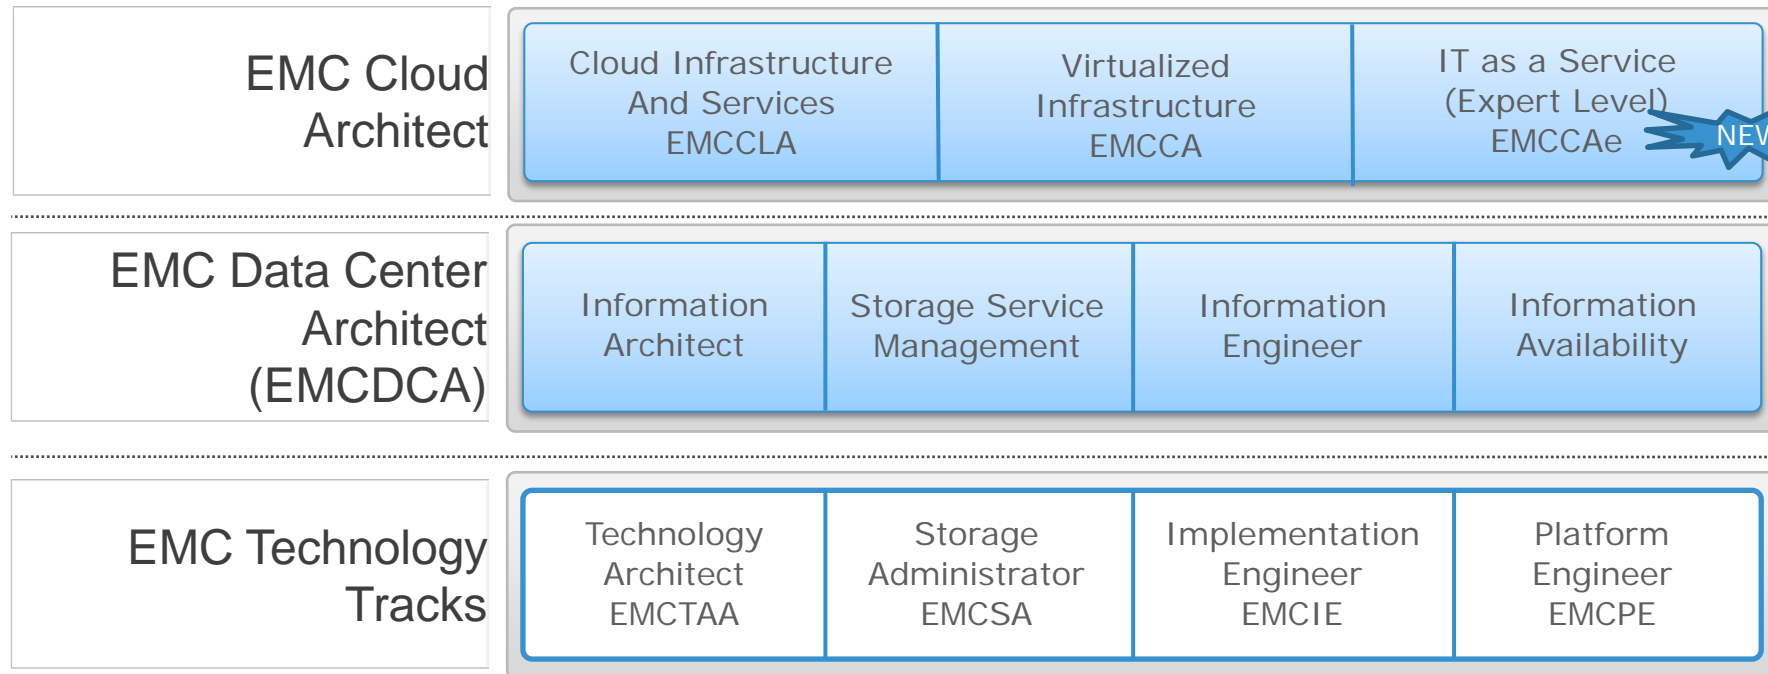 EMC Cloud
Architect
Cloud Infrastructure
And Services
EMCCLA
Virtualized
Infrastructure
EMCCA
IT as a Service
(Expert Level)
EMCCAe
NEW
EMC Data Center
Architect
(EMCDCA)
Information
Architect
Storage Service
Management
Information
Engineer
Information
Availability
EMC Technology
Tracks
Technology
Architect
EMCTAA
Storage
Administrator
EMCSA
Implementation
Engineer
EMCIE
Platform
Engineer
EMCPE